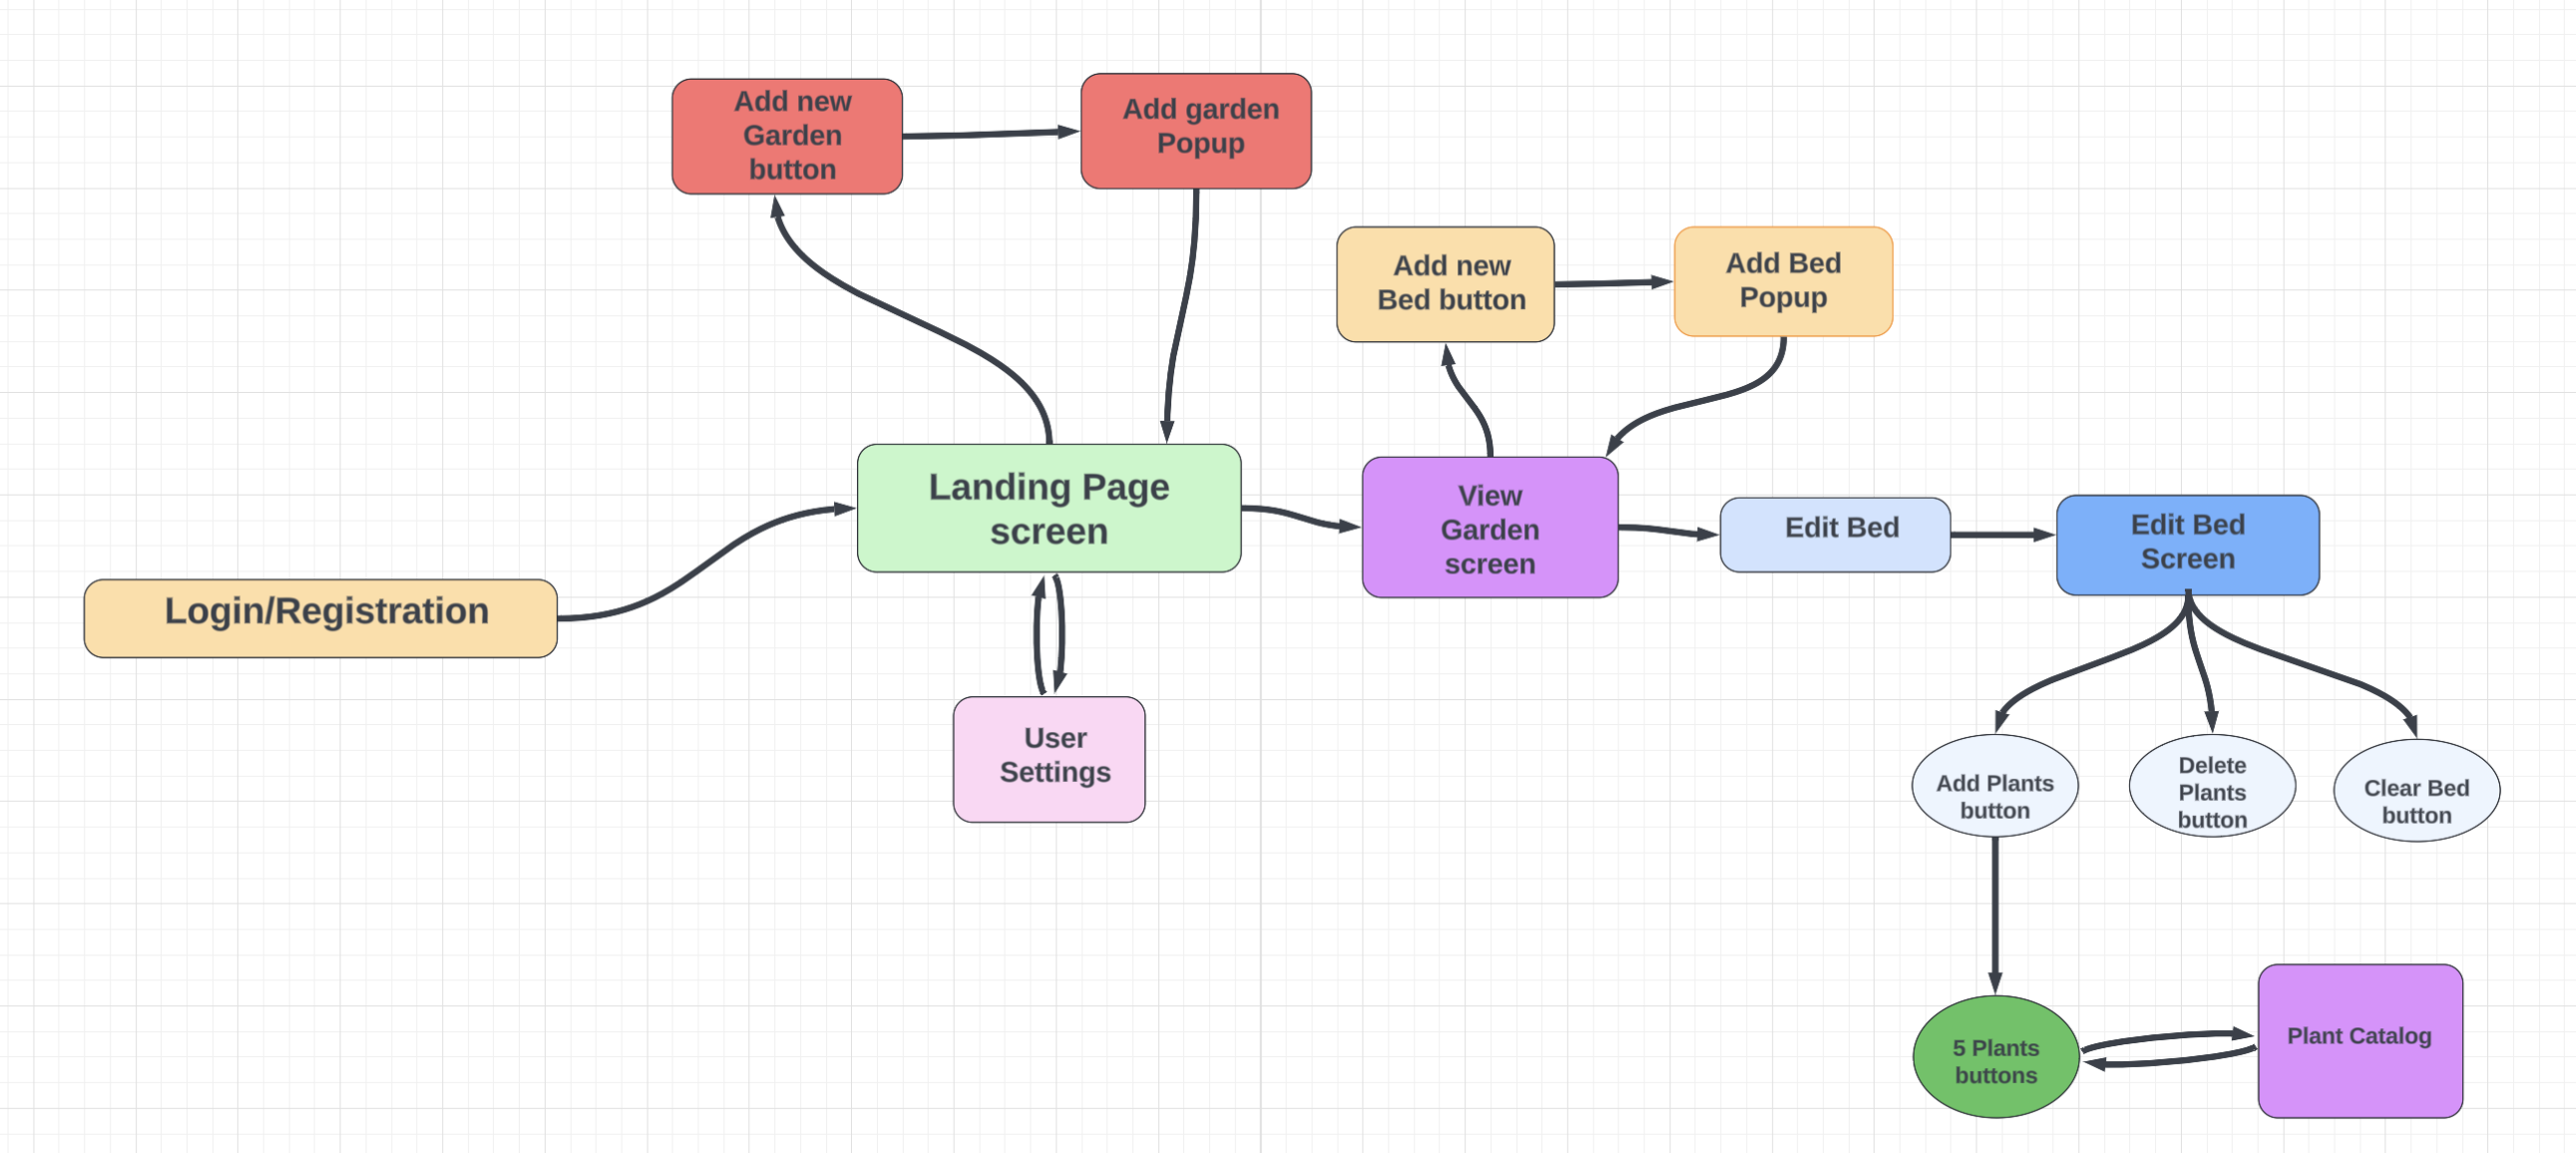 Add new
Garden
button
Add garden
Popup
Add new
Bed button
Add Bed
Popup
Landing Page
screen
View
Garden
screen
Edit Bed
Edit Bed
Screen
Login/Registration
User
Settings
Add Plants
button
Delete
Plants
button
Clear Bed
button
5 Plants
buttons
Plant Catalog